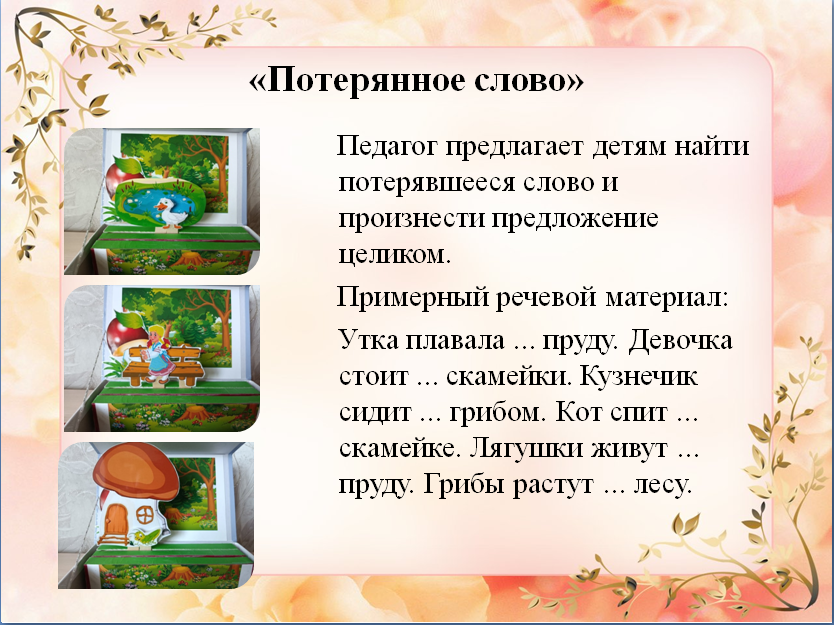 «Потерянное слово»
Педагог предлагает детям найти
потерявшееся слово и
произнести предложение
целиком.
Примерный речевой материал:
Утка плавала ... пруду. Девочка
стоит ... скамейки. Кузнечик
сидит ... грибом. Кот спит ...
скамейке. Лягушки живут ...
пруду. Грибы растут ... лесу.